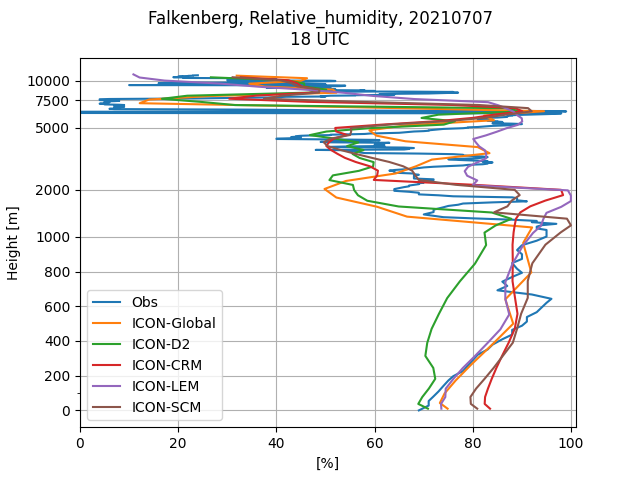 Falkenberg, Relative_humidity, 20210707
18 UTC
10000
7500
5000
2000
1000
800
600
400
200
0
Height [m]
Obs
ICON-Global
ICON-D2
ICON-CRM
ICON-LEM
ICON-SCM
0 20 40 60 80 100
[%]